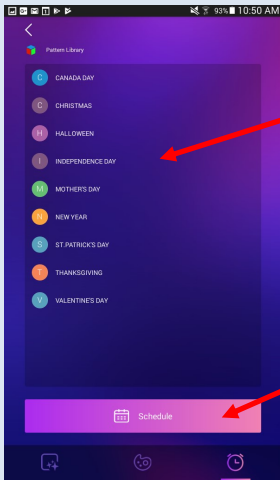 93% 10:50 AM
Pattern Library
C CANADA DAY
C CHRISTMAS
H HALLOWEEN
I INDEPENDENCE DAY
M MOTHER'S DAY
N NEW YEAR
S ST.PATRICK'S DAY
T THANKSGIVING
V VALENTINE'S DAY
Schedule